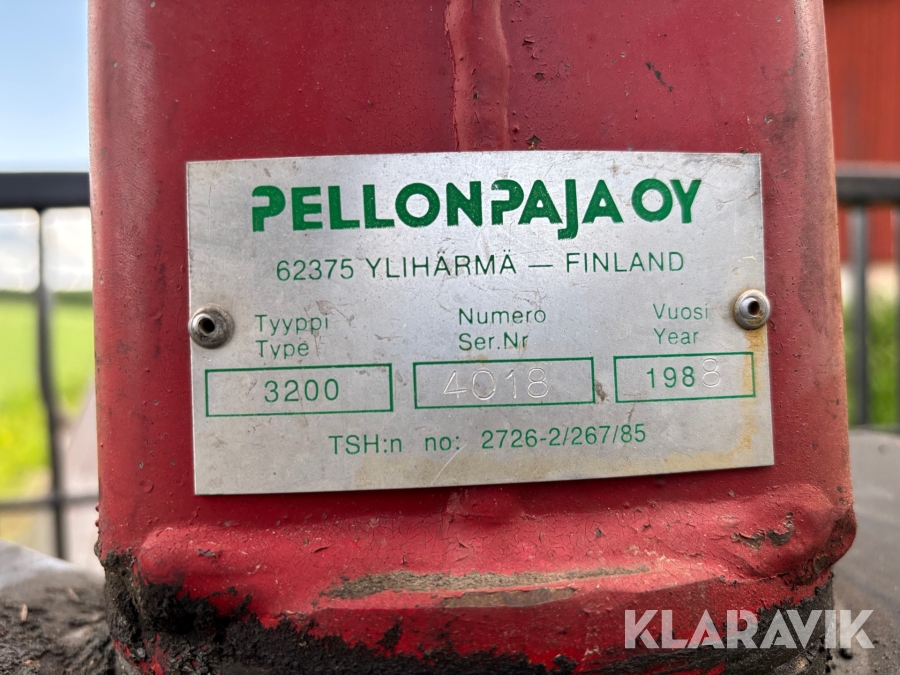 PELLONPAJA OY
62375 YLIHÄRMÄ — FINLAND
Tyyppi Numero Vuosi
Type Ser.Nr Year
3200 4018 1988
TSH:n no: 2726-2/267/85
KLARAVIK